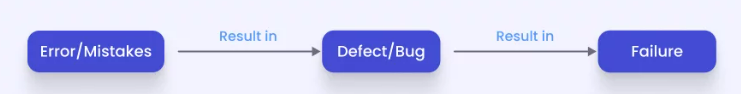 Error/Mistakes
Result in
Defect/Bug
Result in
Failure